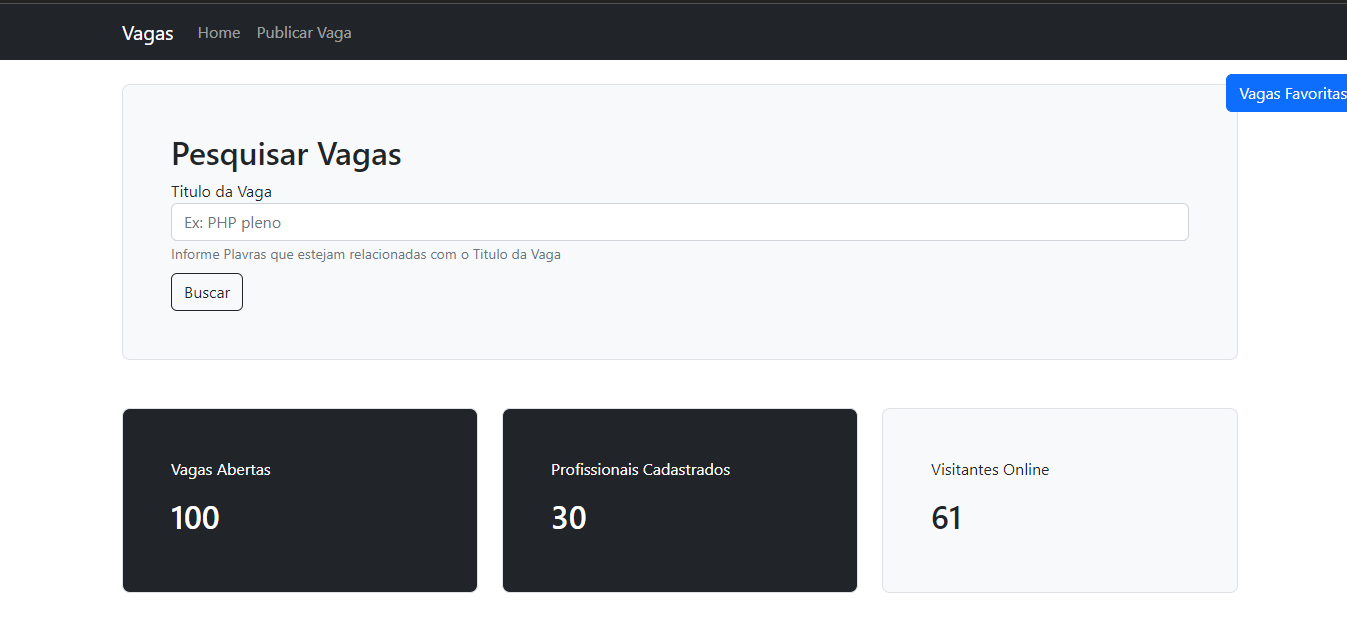 Vagas Home Publicar Vaga
Vagas Favoritas
Pesquisar Vagas
Titulo da Vaga
Ex: PHP pleno
Informe Plavras que estejam relacionadas com o Titulo da Vaga
Buscar
Vagas Abertas
100
Profissionais Cadastrados
30
Visitantes Online
61